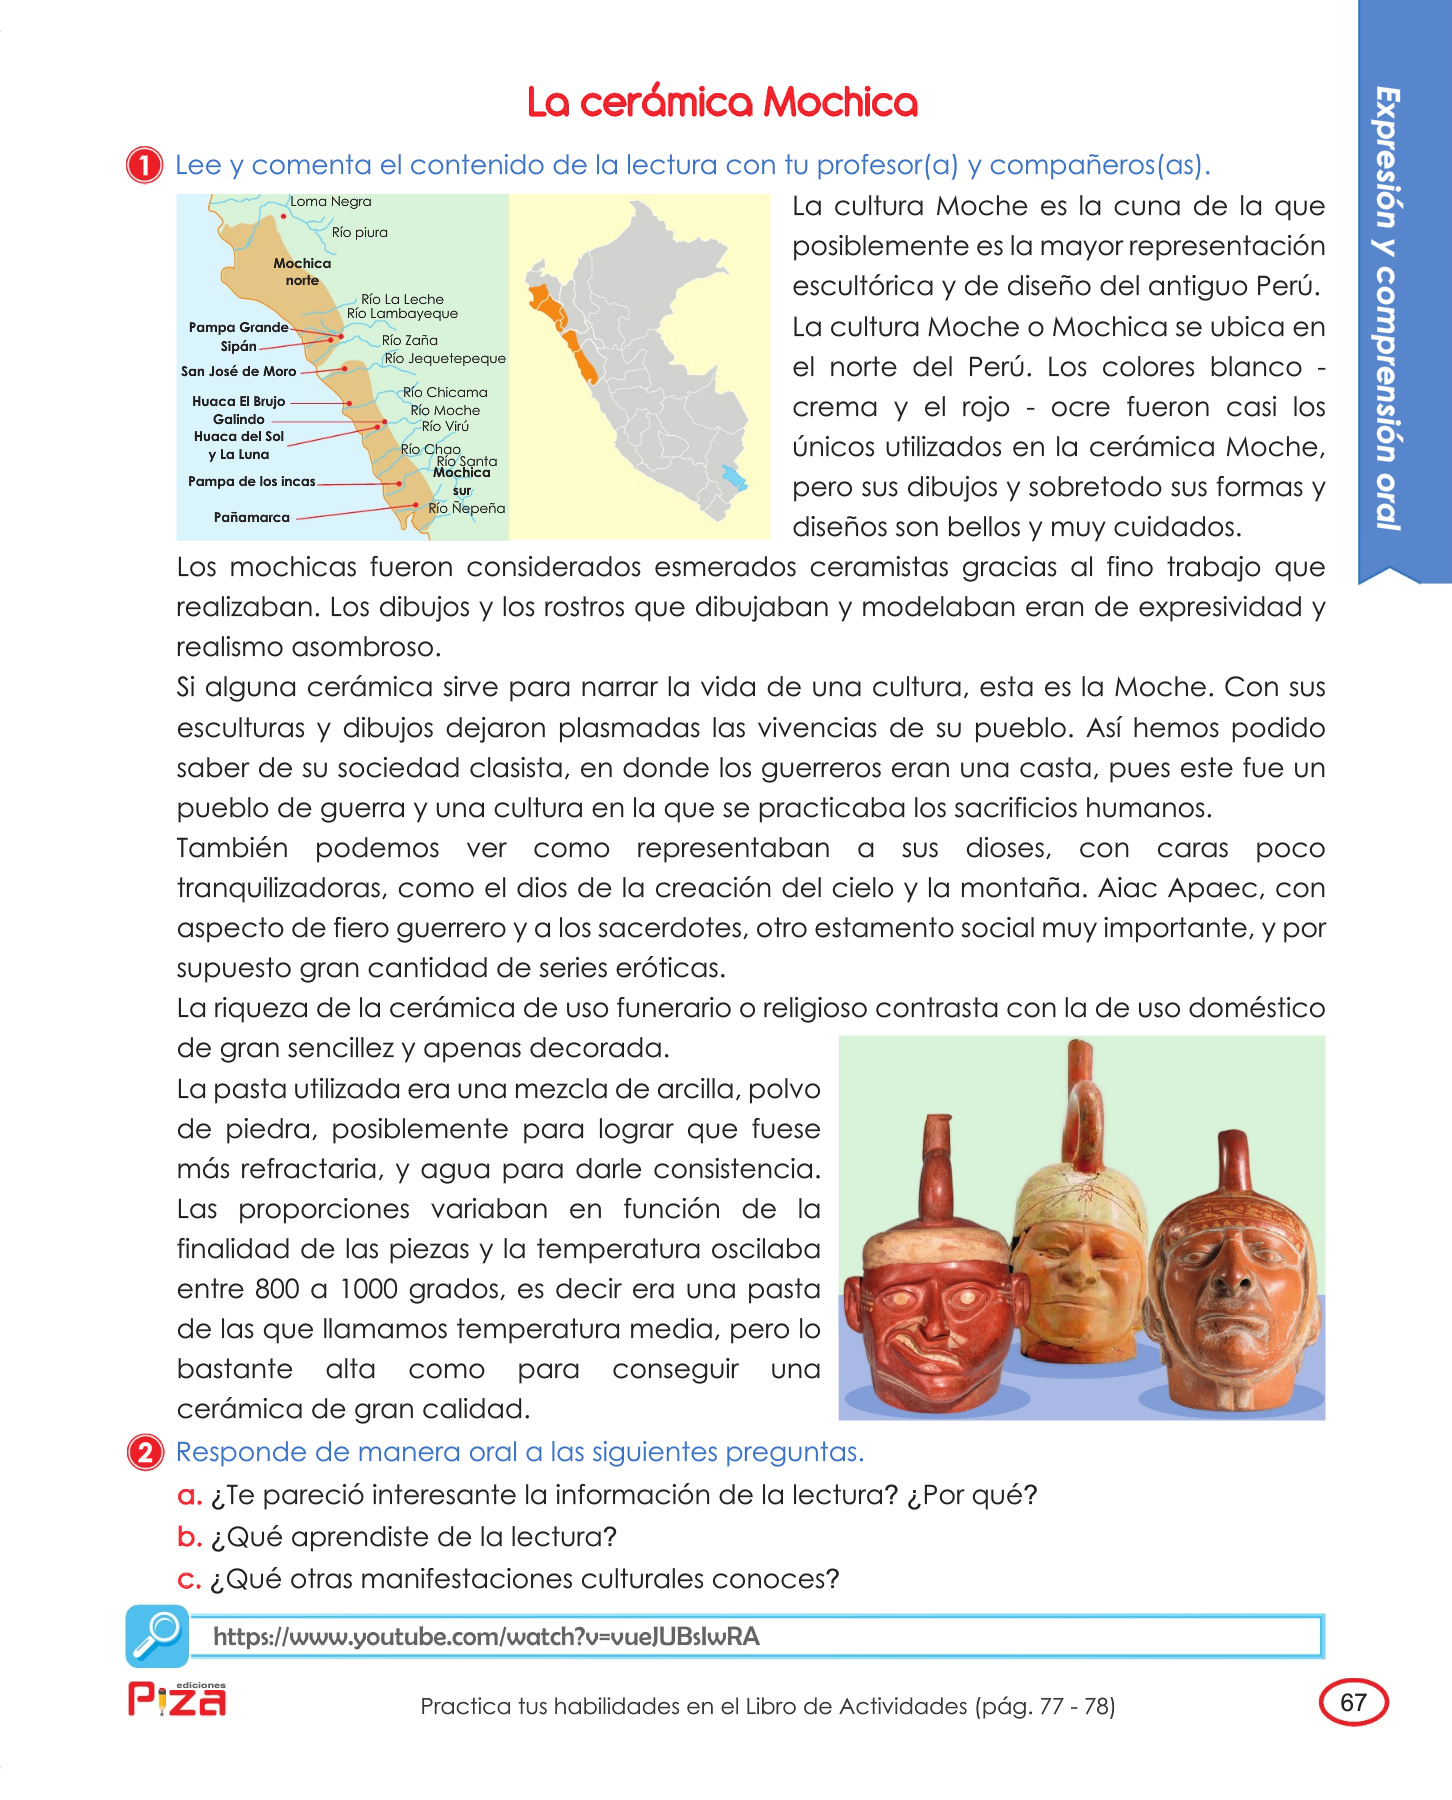 Expresión y comprensión oral
La cerámica Mochica
1 Lee y comenta el contenido de la lectura con tu profesor(a) y compañeros(as).
Loma Negra
Río piura
Mochica
norte
Río La Leche
Río Lambayeque
Pampa Grande
Sipán
Río Zaña
Río Jequetepeque
San José de Moro
Río Chicama
Huaca El Brujo
Río Moche
Galindo
Río Virú
Huaca del Sol
y La Luna
Río Chao
Río Santa
Mochica
sur
Pampa de los incas
Río Ñepeña
Pañamarca
La cultura Moche es la cuna de la que
posiblemente es la mayor representación
escultórica y de diseño del antiguo Perú.
La cultura Moche o Mochica se ubica en
el norte del Perú. Los colores blanco -
crema y el rojo - ocre fueron casi los
únicos utilizados en la cerámica Moche,
pero sus dibujos y sobretodo sus formas y
diseños son bellos y muy cuidados.
Los mochicas fueron considerados esmerados ceramistas gracias al fino trabajo que
realizaban. Los dibujos y los rostros que dibujaban y modelaban eran de expresividad y
realismo asombroso.
Si alguna cerámica sirve para narrar la vida de una cultura, esta es la Moche. Con sus
esculturas y dibujos dejaron plasmadas las vivencias de su pueblo. Así hemos podido
saber de su sociedad clasista, en donde los guerreros eran una casta, pues este fue un
pueblo de guerra y una cultura en la que se practicaba los sacrificios humanos.
También podemos ver como representaban a sus dioses, con caras poco
tranquilizadoras, como el dios de la creación del cielo y la montaña. Aiac Apaec, con
aspecto de fiero guerrero y a los sacerdotes, otro estamento social muy importante, y por
supuesto gran cantidad de series eróticas.
La riqueza de la cerámica de uso funerario o religioso contrasta con la de uso doméstico
de gran sencillez y apenas decorada.
La pasta utilizada era una mezcla de arcilla, polvo
de piedra, posiblemente para lograr que fuese
más refractaria, y agua para darle consistencia.
Las proporciones variaban en función de la
finalidad de las piezas y la temperatura oscilaba
entre 800 a 1000 grados, es decir era una pasta
de las que llamamos temperatura media, pero lo
bastante alta como para conseguir una
cerámica de gran calidad.
2 Responde de manera oral a las siguientes preguntas.
a. ¿Te pareció interesante la información de la lectura? ¿Por qué?
b. ¿Qué aprendiste de la lectura?
c. ¿Qué otras manifestaciones culturales conoces?
https://www.youtube.com/watch?v=vueJUBsIwRA
ediciones
Piza
Practica tus habilidades en el Libro de Actividades (pág. 77 - 78)
67